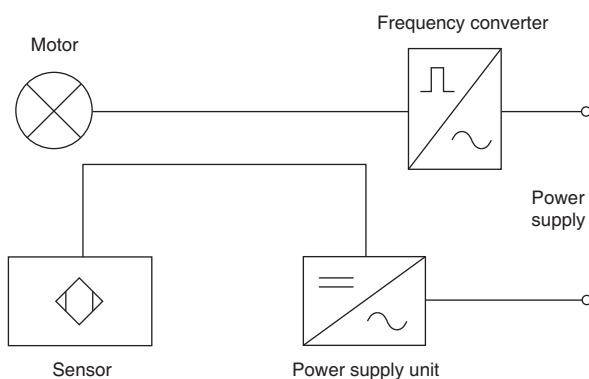 Frequency converter
Motor
Power
supply
Sensor
Power supply unit